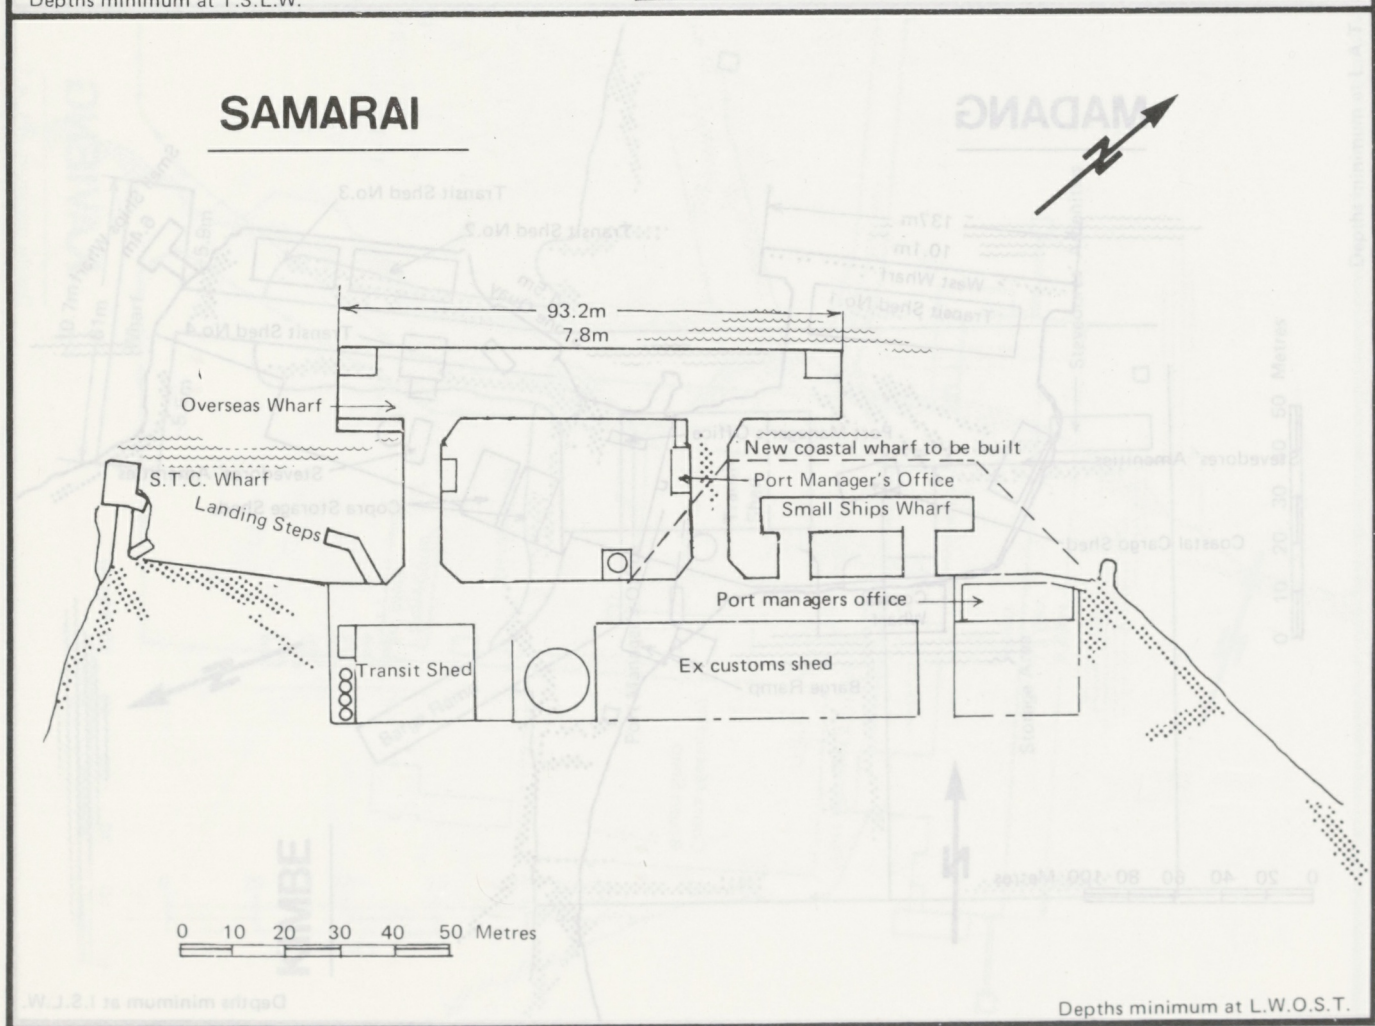 Depths minimum at I.S.L.W.
SAMARAI
N
93.2m
7.8m
Overseas Wharf
New coastal wharf to be built
S.T.C. Wharf
Port Manager's Office
Landing Steps
Small Ships Wharf
Port managers office
Transit Shed
Ex customs shed
0 10 20 30 40 50 Metres
Depths minimum at L.W.O.S.T.